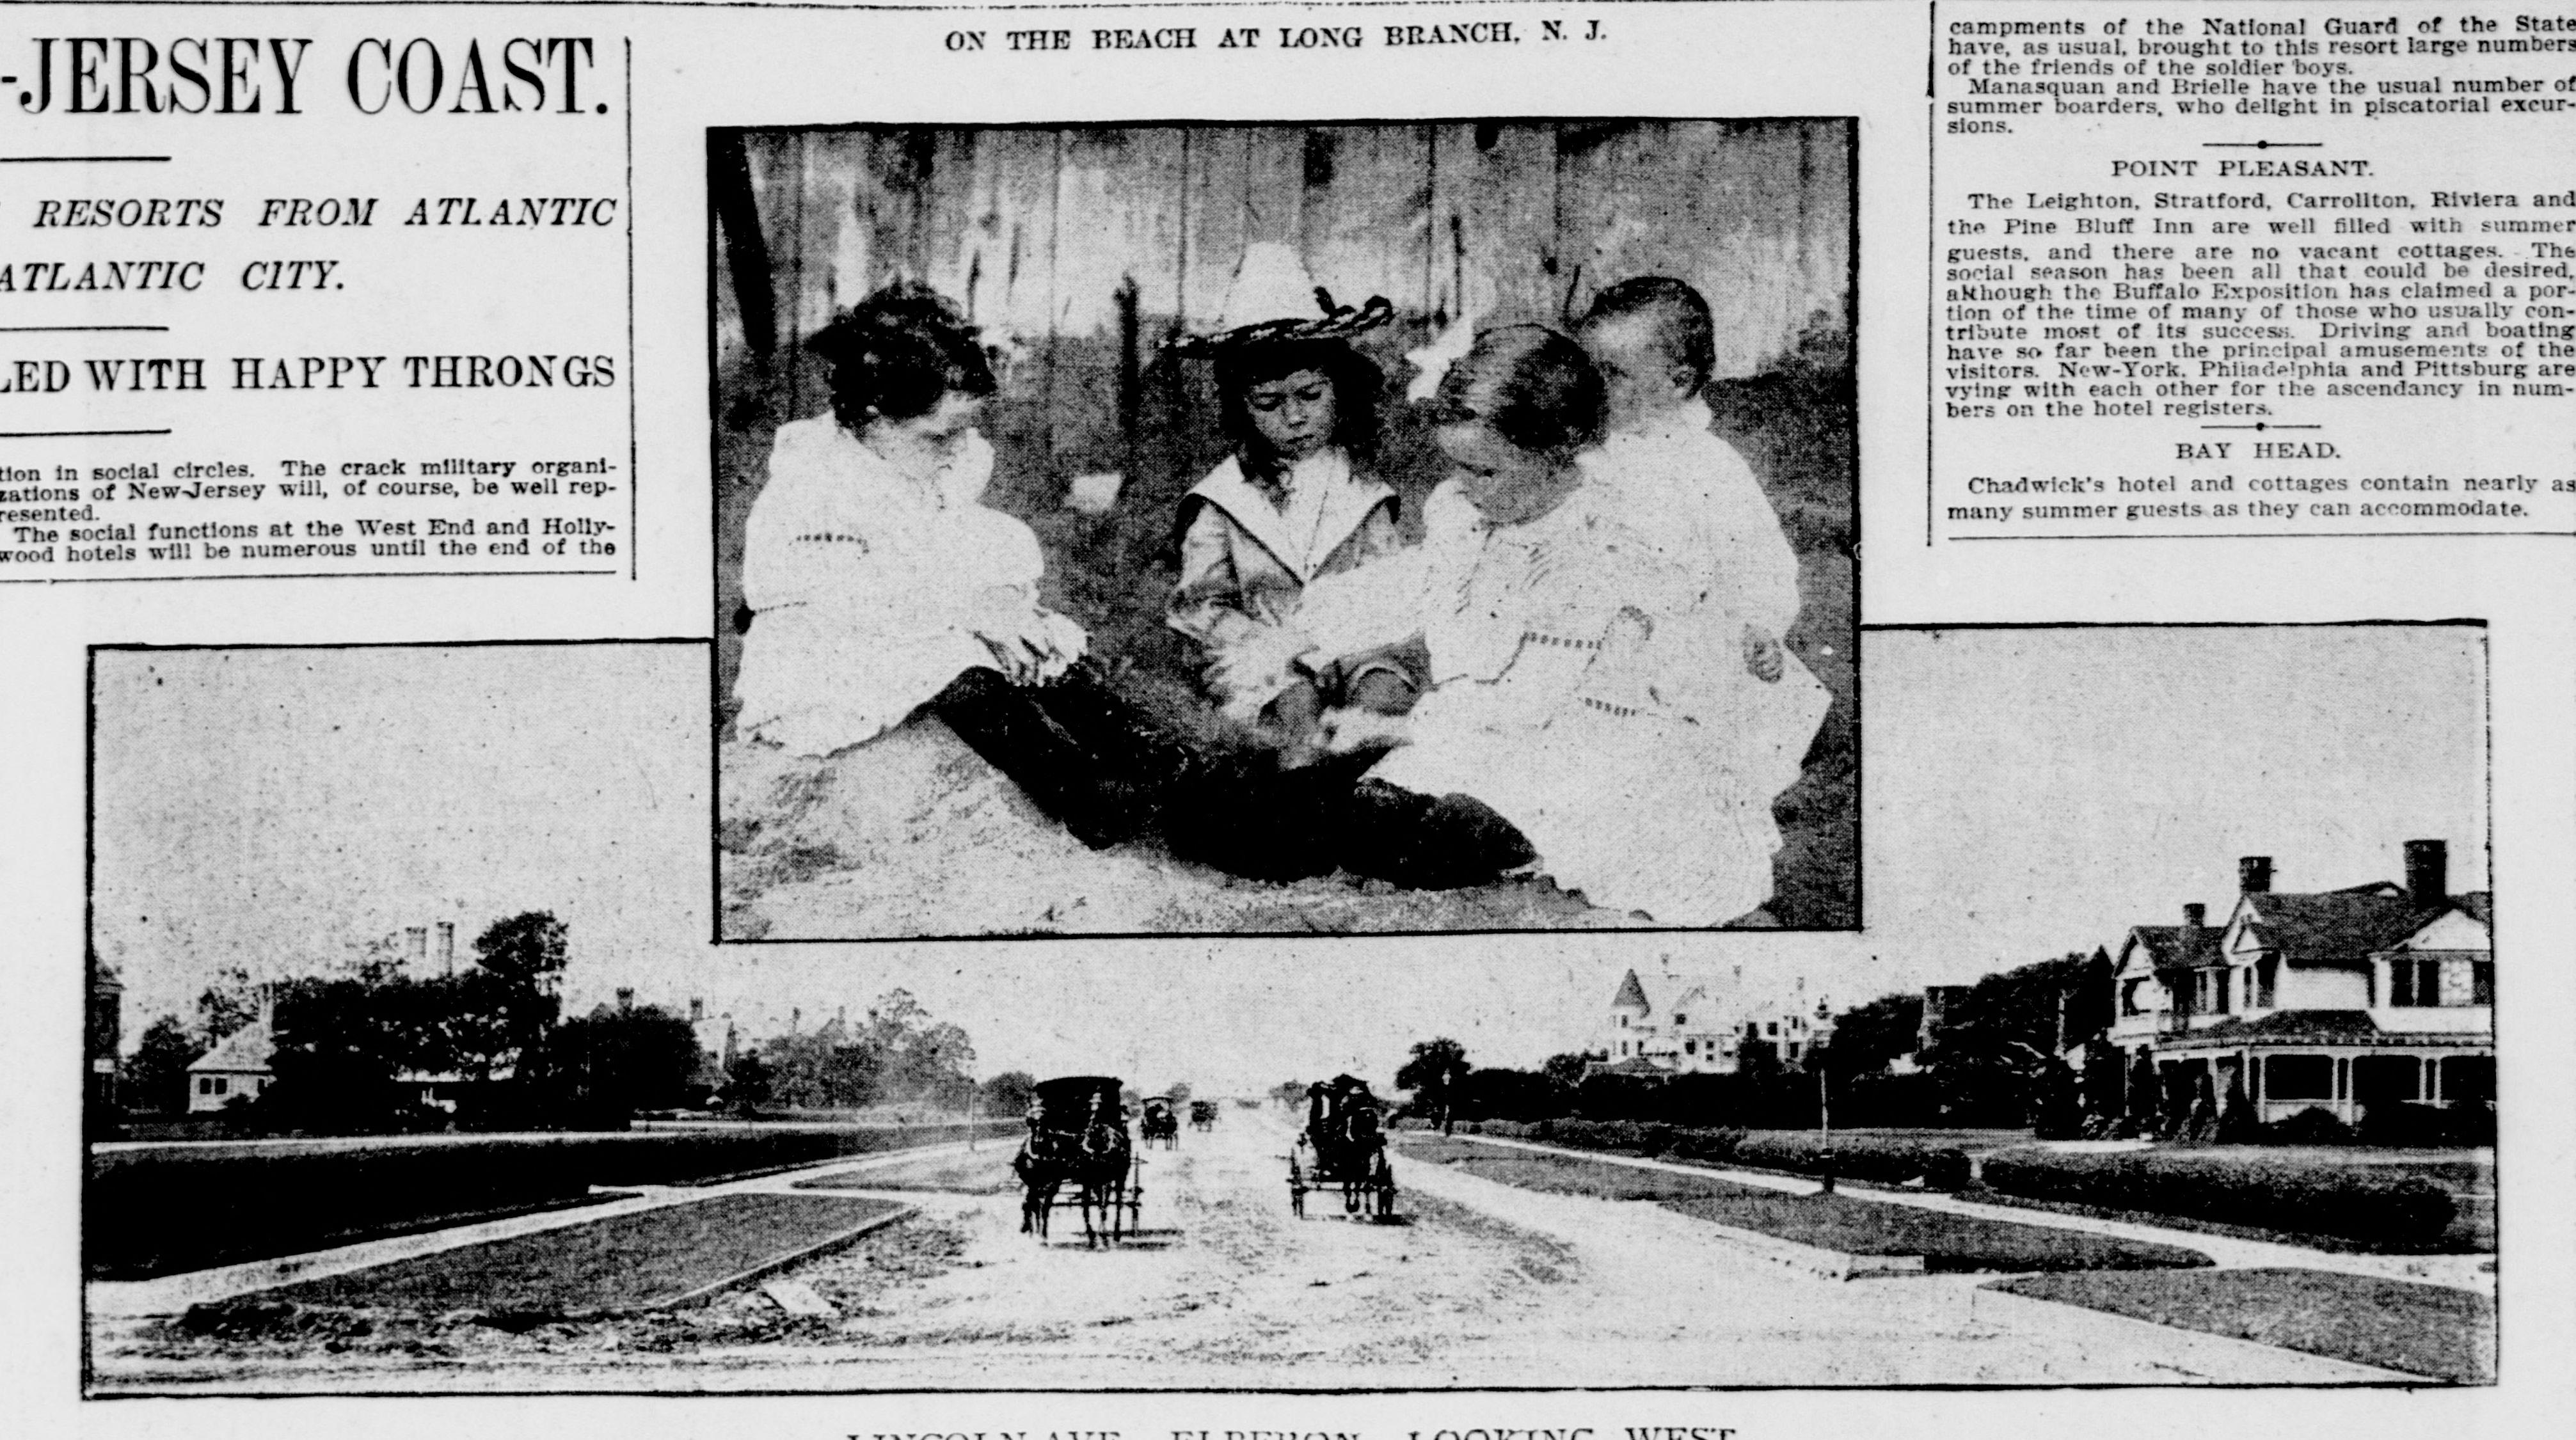 -JERSEY COAST.
RESORTS FROM ATLANTIC
ATLANTIC CITY.
LED WITH HAPPY THRONGS
tion in social circles. The crack military organi-
zations of New-Jersey will, of course, be well rep-
resented.
The social functions at the West End and Holly-
wood hotels will be numerous until the end of the
ON THE BEACH AT LONG BRANCH, N. J.
campments of the National Guard of the State
have, as usual, brought to this resort large numbers
of the friends of the soldier boys.
Manasquan and Brielle have the usual number of
summer boarders, who delight in piscatorial excur-
sions.
POINT PLEASANT.
The Leighton, Stratford, Carrollton, Riviera and
the Pine Bluff Inn are well filled with summer
guests, and there are no vacant cottages. The
social season has been all that could be desired,
although the Buffalo Exposition has claimed a por-
tion of the time of many of those who usually con-
tribute most of its success. Driving and boating
have so far been the principal amusements of the
visitors. New-York, Philadelphia and Pittsburg are
vying with each other for the ascendancy in num-
bers on the hotel registers.
BAY HEAD.
Chadwick's hotel and cottages contain nearly as
many summer guests as they can accommodate.
LINCOLN AVE., ELBERON, LOOKING WEST